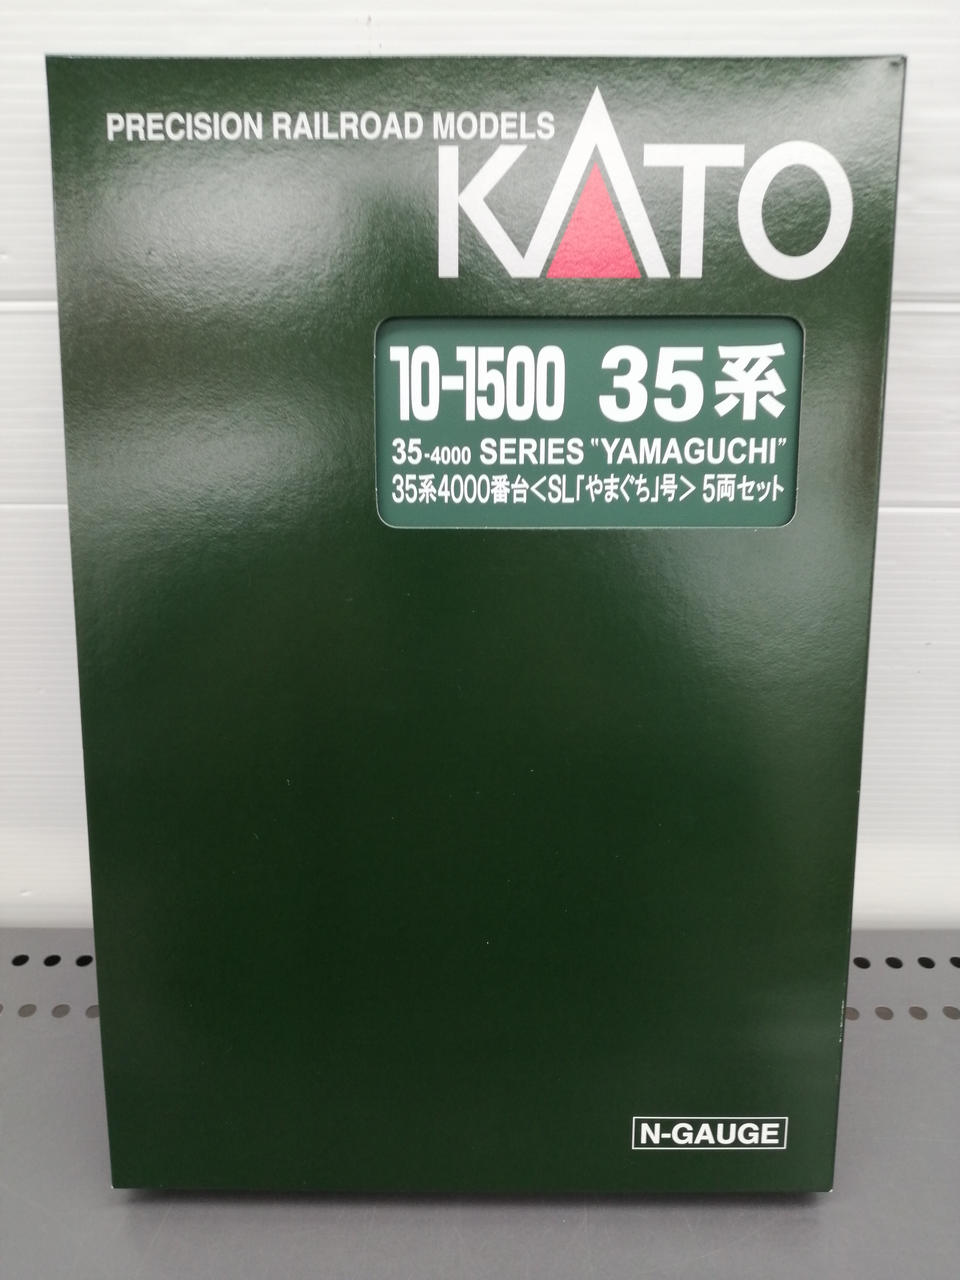 PRECISION RAILROAD MODELS
KATO
10-1500 35系
35-4000 SERIES "YAMAGUCHI"
35系4000番台<SL「やまぐち」号> 5両セット
N-GAUGE